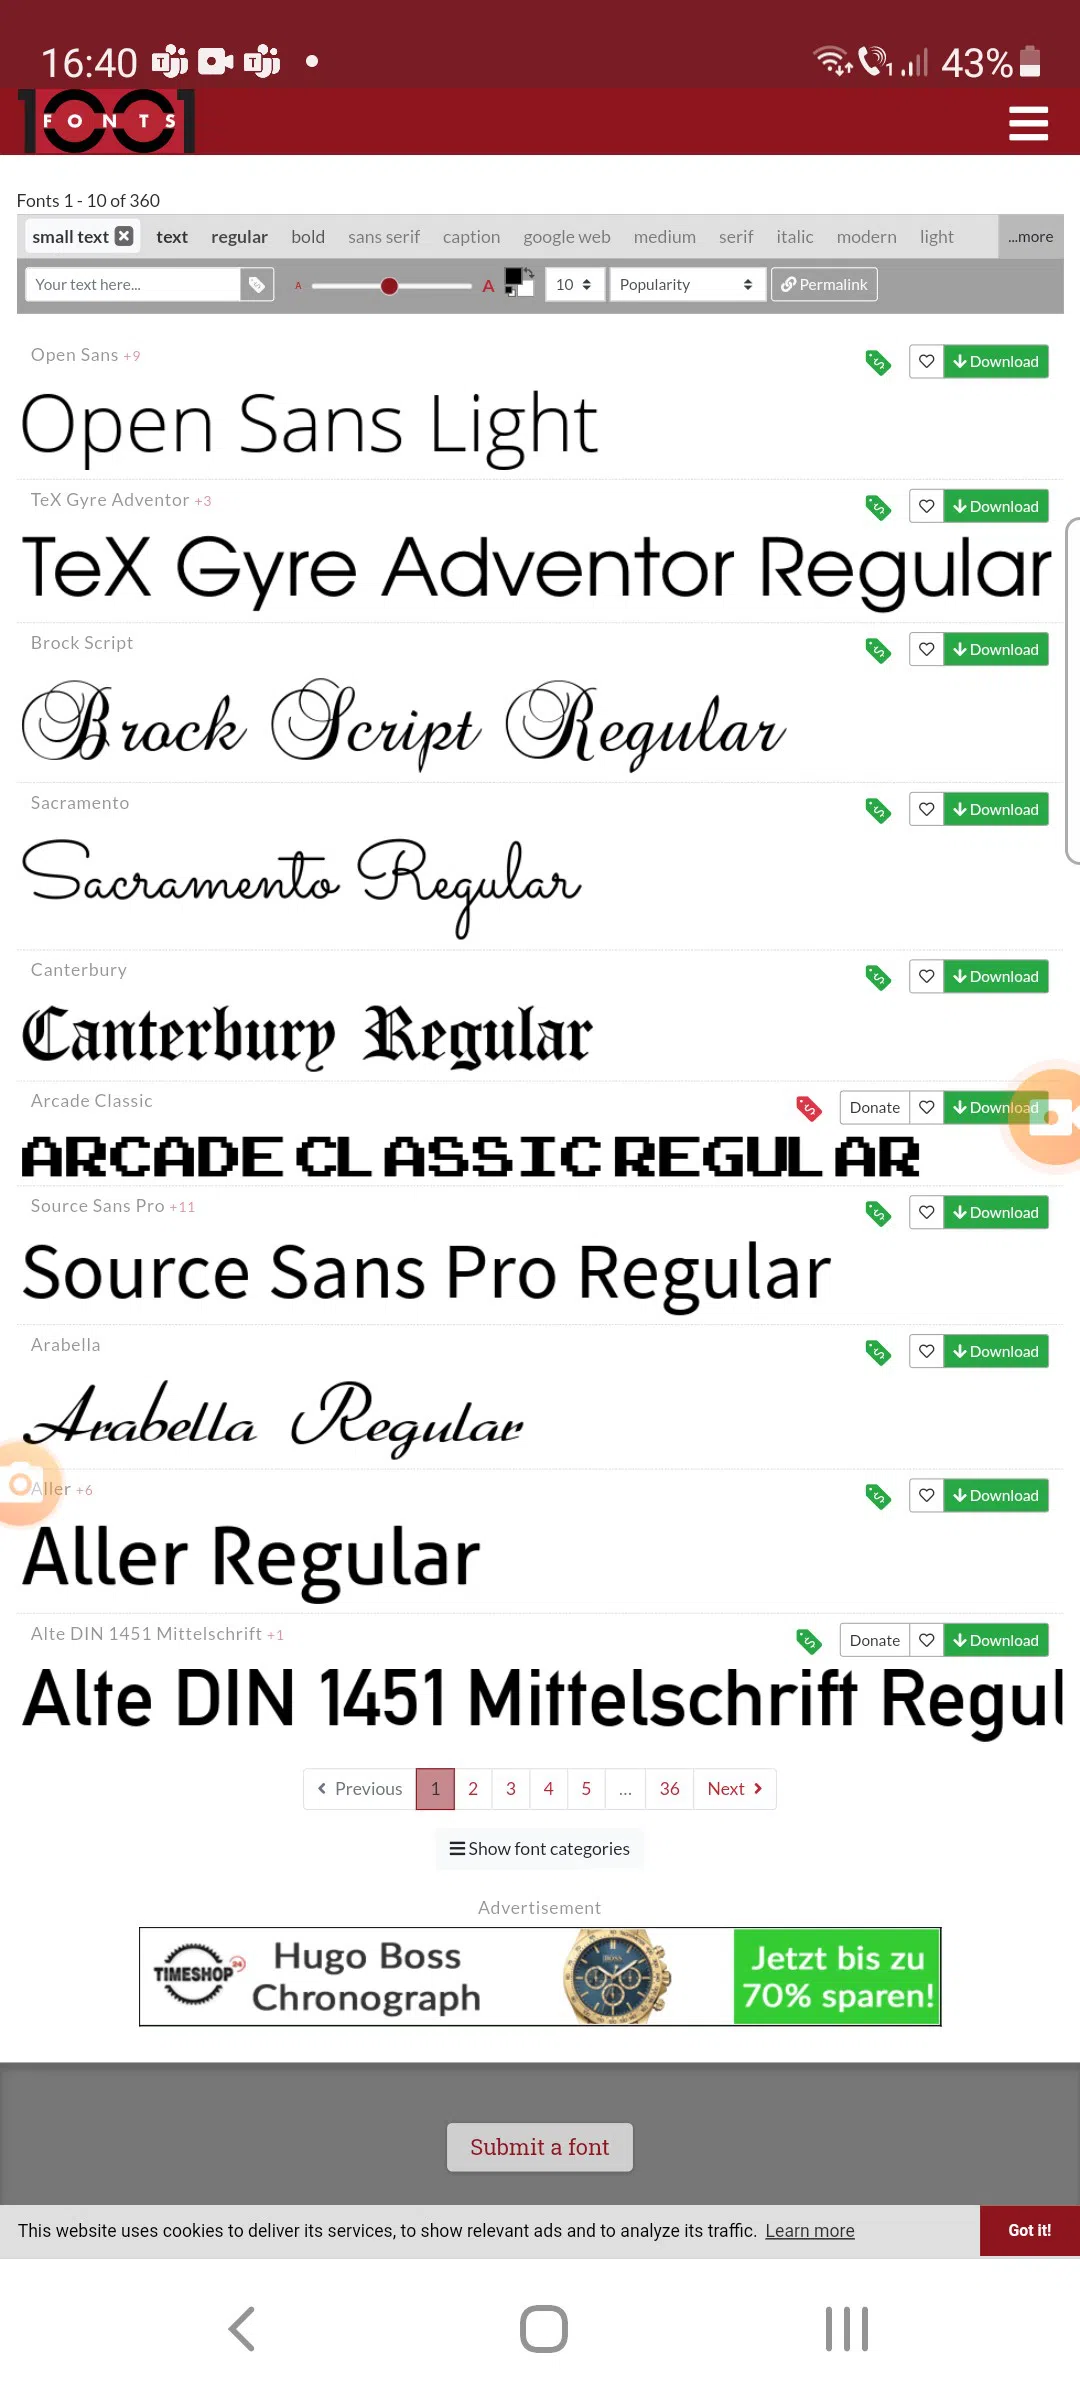 16:40
43%
1001 FONTS
Fonts 1 - 10 of 360
small text text regular bold sans serif caption google web medium serif italic modern light ...more
Your text here... A A 10 Popularity Permalink
Open Sans +9 Download
Open Sans Light
TeX Gyre Adventor +3 Download
TeX Gyre Adventor Regular
Brock Script Download
Brock Script Regular
Sacramento Download
Sacramento Regular
Canterbury Download
Canterbury Regular
Arcade Classic Donate Download
ARCADE CLASSIC REGULAR
Source Sans Pro +11 Download
Source Sans Pro Regular
Arabella Download
Arabella Regular
Aller +6 Download
Aller Regular
Alte DIN 1451 Mittelschrift +1 Donate Download
Alte DIN 1451 Mittelschrift Regul
Previous 1 2 3 4 5 ... 36 Next
Show font categories
Advertisement
TIMESHOP24 Hugo Boss Chronograph BOSS Jetzt bis zu 70% sparen!
Submit a font
This website uses cookies to deliver its services, to show relevant ads and to analyze its traffic. Learn more Got it!